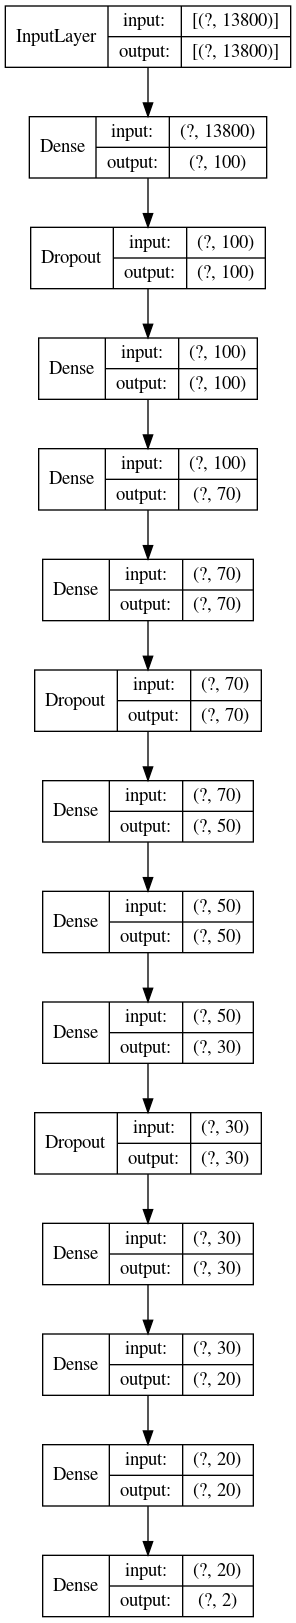 InputLayer
input: [(?, 13800)]
output: [(?, 13800)]
Dense
input: (?, 13800)
output: (?, 100)
Dropout
input: (?, 100)
output: (?, 100)
Dense
input: (?, 100)
output: (?, 100)
Dense
input: (?, 100)
output: (?, 70)
Dense
input: (?, 70)
output: (?, 70)
Dropout
input: (?, 70)
output: (?, 70)
Dense
input: (?, 70)
output: (?, 50)
Dense
input: (?, 50)
output: (?, 50)
Dense
input: (?, 50)
output: (?, 30)
Dropout
input: (?, 30)
output: (?, 30)
Dense
input: (?, 30)
output: (?, 30)
Dense
input: (?, 30)
output: (?, 20)
Dense
input: (?, 20)
output: (?, 20)
Dense
input: (?, 20)
output: (?, 2)